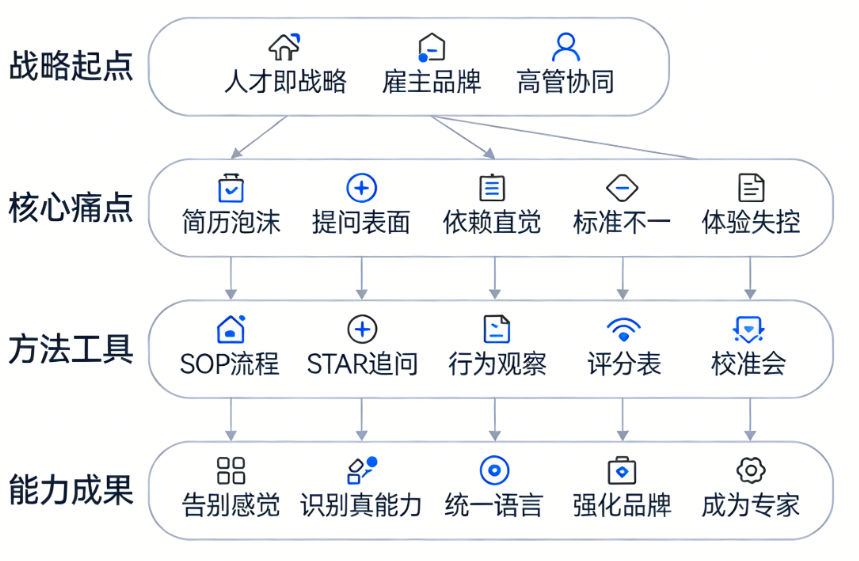 战略起点
人才即战略 雇主品牌 高管协同
核心痛点
简历泡沫 提问表面 依赖直觉 标准不一 体验失控
方法工具
SOP流程 STAR追问 行为观察 评分表 校准会
能力成果
告别感觉 识别真能力 统一语言 强化品牌 成为专家